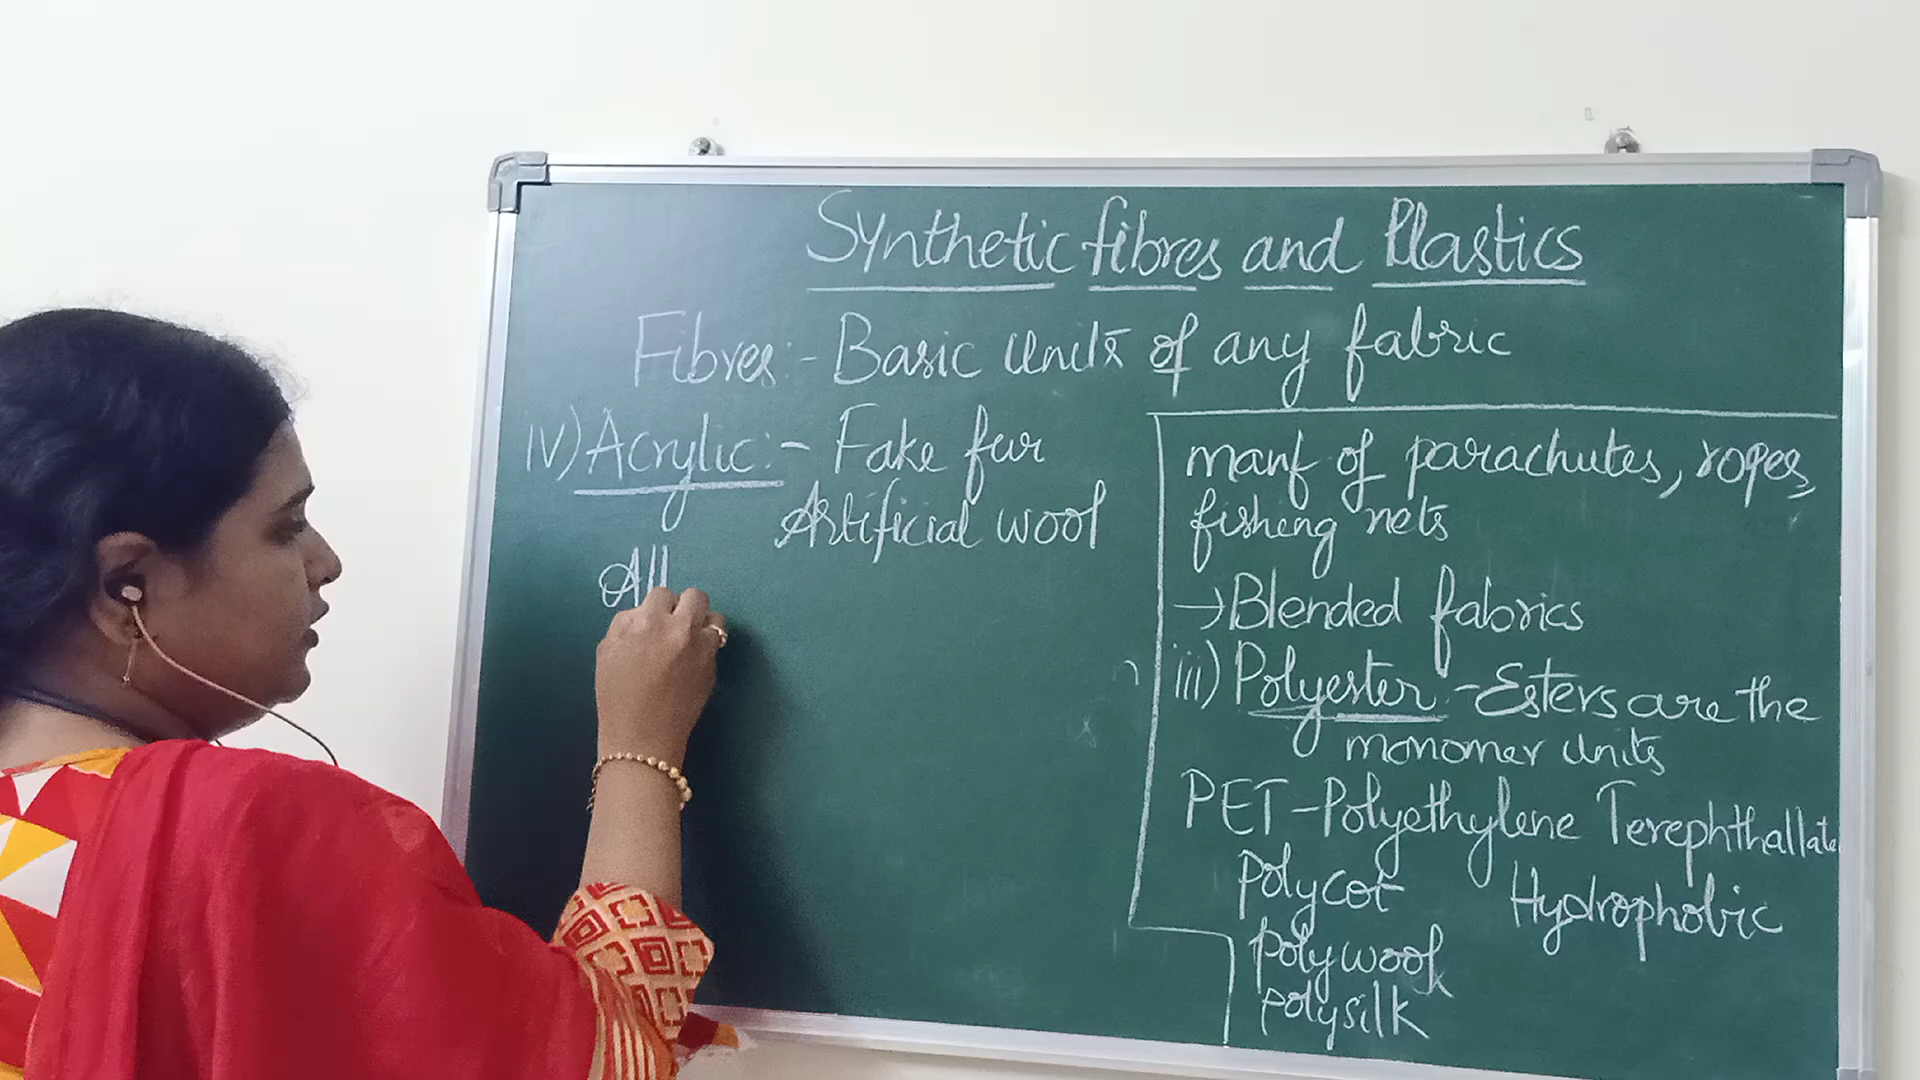 Synthetic fibres and Plastics
Fibres:- Basic Units of any fabric
iv) Acrylic:- Fake fur
Artificial wool
All
manf of parachutes, ropes,
fishing nets
→ Blended fabrics
iii) Polyester - Esters are the
monomer units
PET - Polyethylene Terephthallate
polycot Hydrophobic
polywool
polysilk